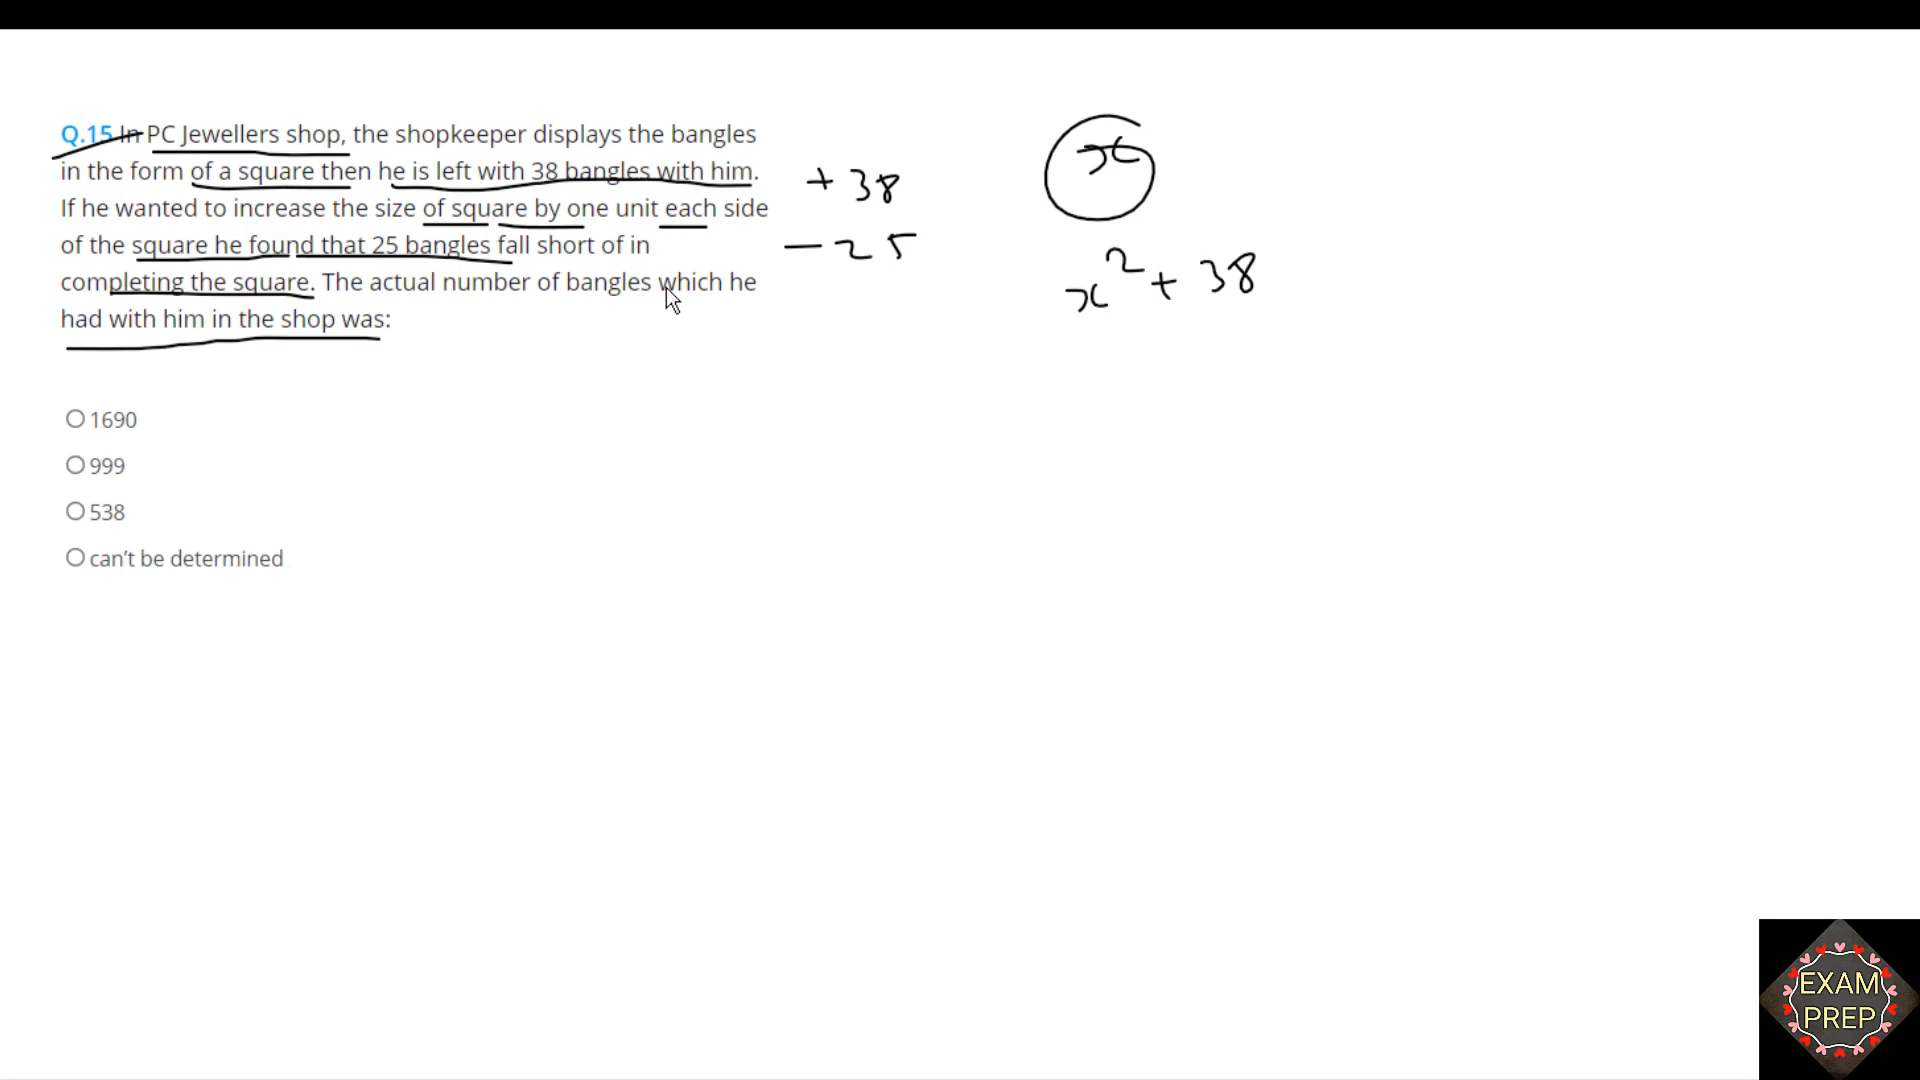 Q.15 In PC Jewellers shop, the shopkeeper displays the bangles
in the form of a square then he is left with 38 bangles with him.
If he wanted to increase the size of square by one unit each side
of the square he found that 25 bangles fall short of in
completing the square. The actual number of bangles which he
had with him in the shop was:
1690
999
538
can't be determined
+ 38
- 25
x
x² + 38
EXAM
PREP